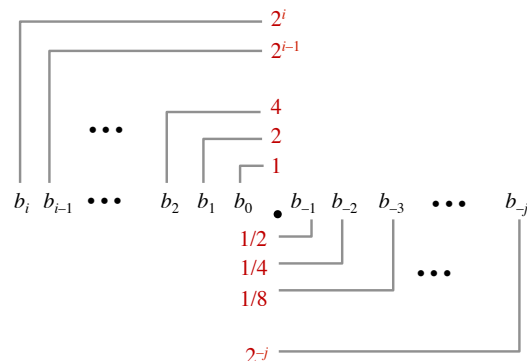 2^i
2^{i–1}
••• 4
2
1
b_i b_{i–1} ••• b_2 b_1 b_0 • b_{–1} b_{–2} b_{–3} ••• b_{–j}
1/2
1/4 •••
1/8
2^{–j}